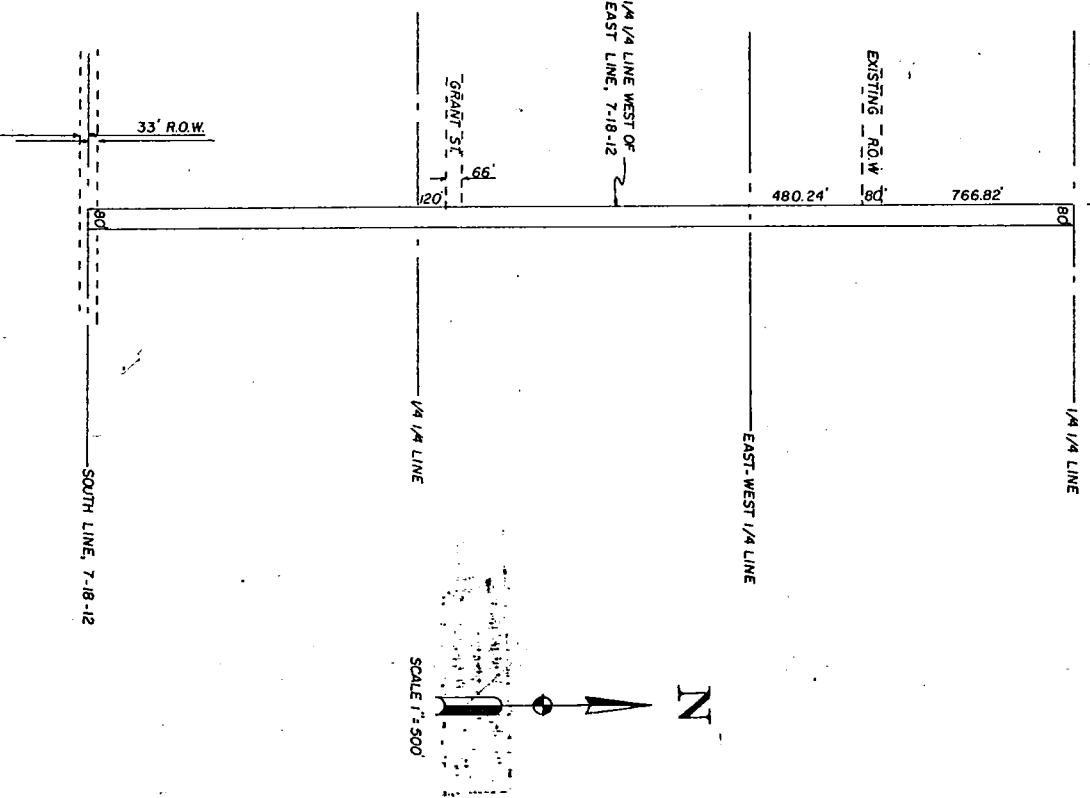 1/4 1/4 LINE WEST OF
EAST LINE, 7-18-12
EXISTING R.O.W
GRANT ST.
33' R.O.W.
66'
120'
480.24'
80'
766.82'
80'
80'
1/4 1/4 LINE
1/4 1/4 LINE
EAST-WEST 1/4 LINE
SOUTH LINE, 7-18-12
N
SCALE 1" = 500'